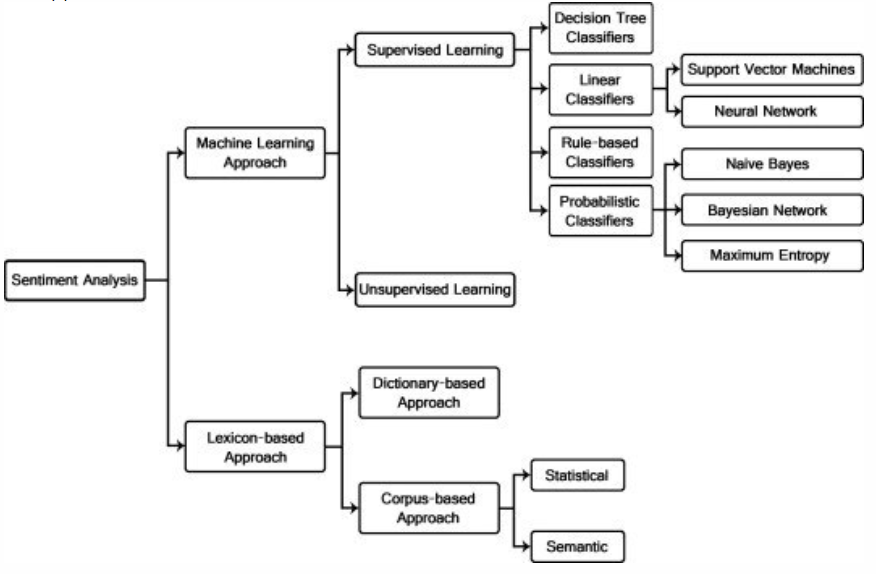 Decision Tree
Classifiers
Supervised Learning
Linear
Classifiers
Support Vector Machines
Neural Network
Machine Learning
Approach
Rule-based
Classifiers
Naive Bayes
Probabilistic
Classifiers
Bayesian Network
Maximum Entropy
Sentiment Analysis
Unsupervised Learning
Dictionary-based
Approach
Lexicon-based
Approach
Corpus-based
Approach
Statistical
Semantic